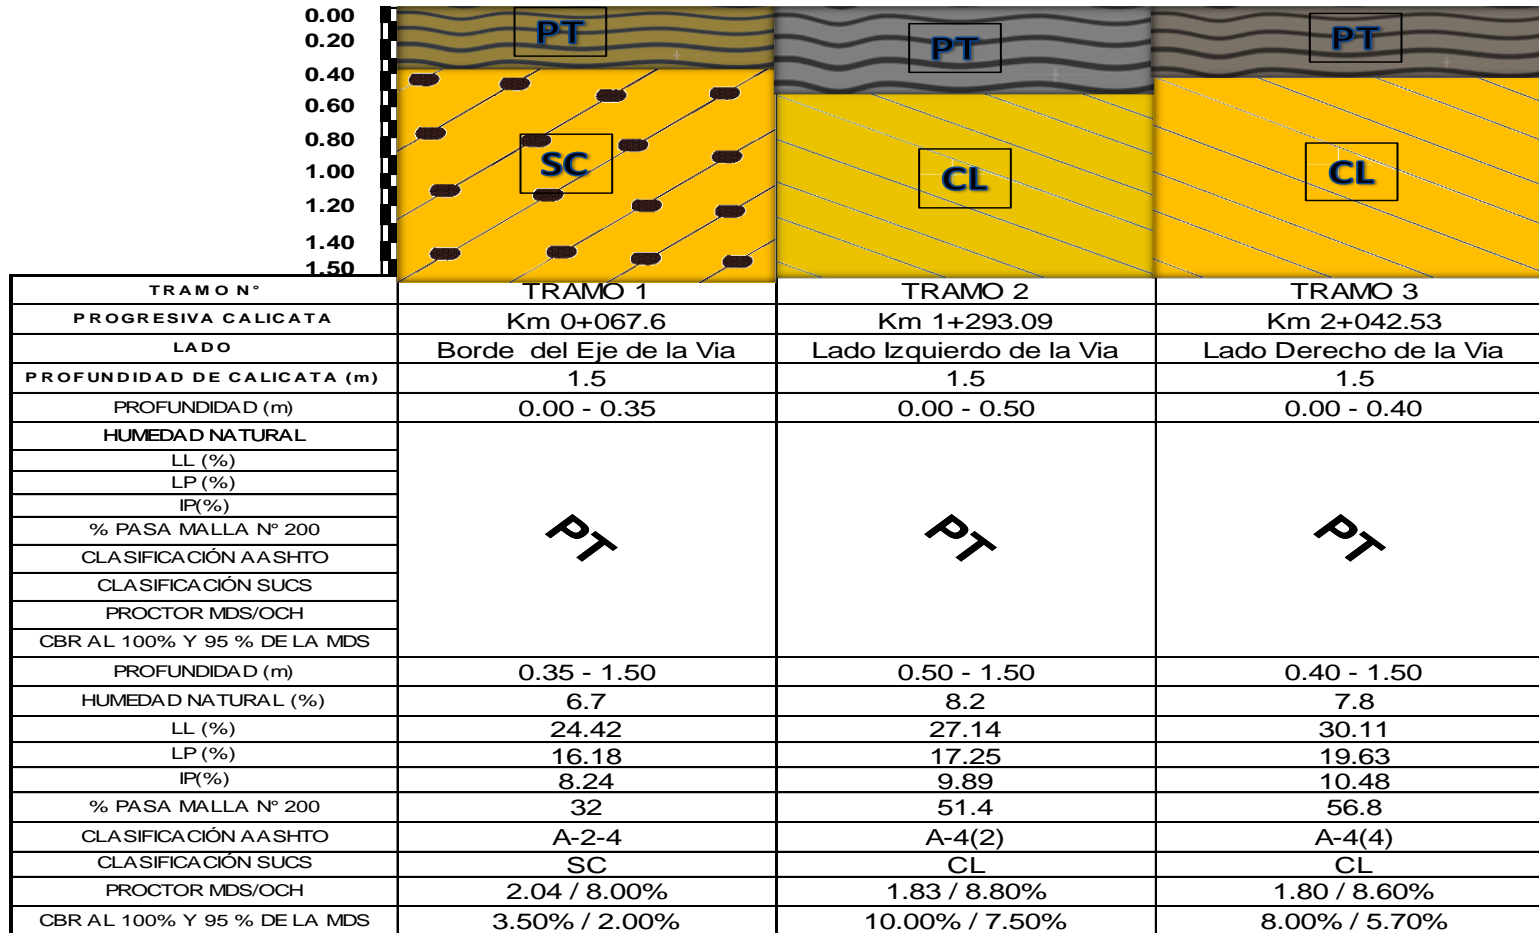 0.00
0.20
0.40
0.60
0.80
1.00
1.20
1.40
1.50
PT PT PT
SC CL CL
TRAMO N° TRAMO 1 TRAMO 2 TRAMO 3
PROGRESIVA CALICATA Km 0+067.6 Km 1+293.09 Km 2+042.53
LADO Borde del Eje de la Via Lado Izquierdo de la Via Lado Derecho de la Via
PROFUNDIDAD DE CALICATA (m) 1.5 1.5 1.5
PROFUNDIDAD (m) 0.00 - 0.35 0.00 - 0.50 0.00 - 0.40
HUMEDAD NATURAL
LL (%)
LP (%)
IP(%)
% PASA MALLA N° 200
CLASIFICACIÓN AASHTO
CLASIFICACIÓN SUCS
PROCTOR MDS/OCH
CBR AL 100% Y 95 % DE LA MDS
PT PT PT
PROFUNDIDAD (m) 0.35 - 1.50 0.50 - 1.50 0.40 - 1.50
HUMEDAD NATURAL (%) 6.7 8.2 7.8
LL (%) 24.42 27.14 30.11
LP (%) 16.18 17.25 19.63
IP(%) 8.24 9.89 10.48
% PASA MALLA N° 200 32 51.4 56.8
CLASIFICACIÓN AASHTO A-2-4 A-4(2) A-4(4)
CLASIFICACIÓN SUCS SC CL CL
PROCTOR MDS/OCH 2.04 / 8.00% 1.83 / 8.80% 1.80 / 8.60%
CBR AL 100% Y 95 % DE LA MDS 3.50% / 2.00% 10.00% / 7.50% 8.00% / 5.70%